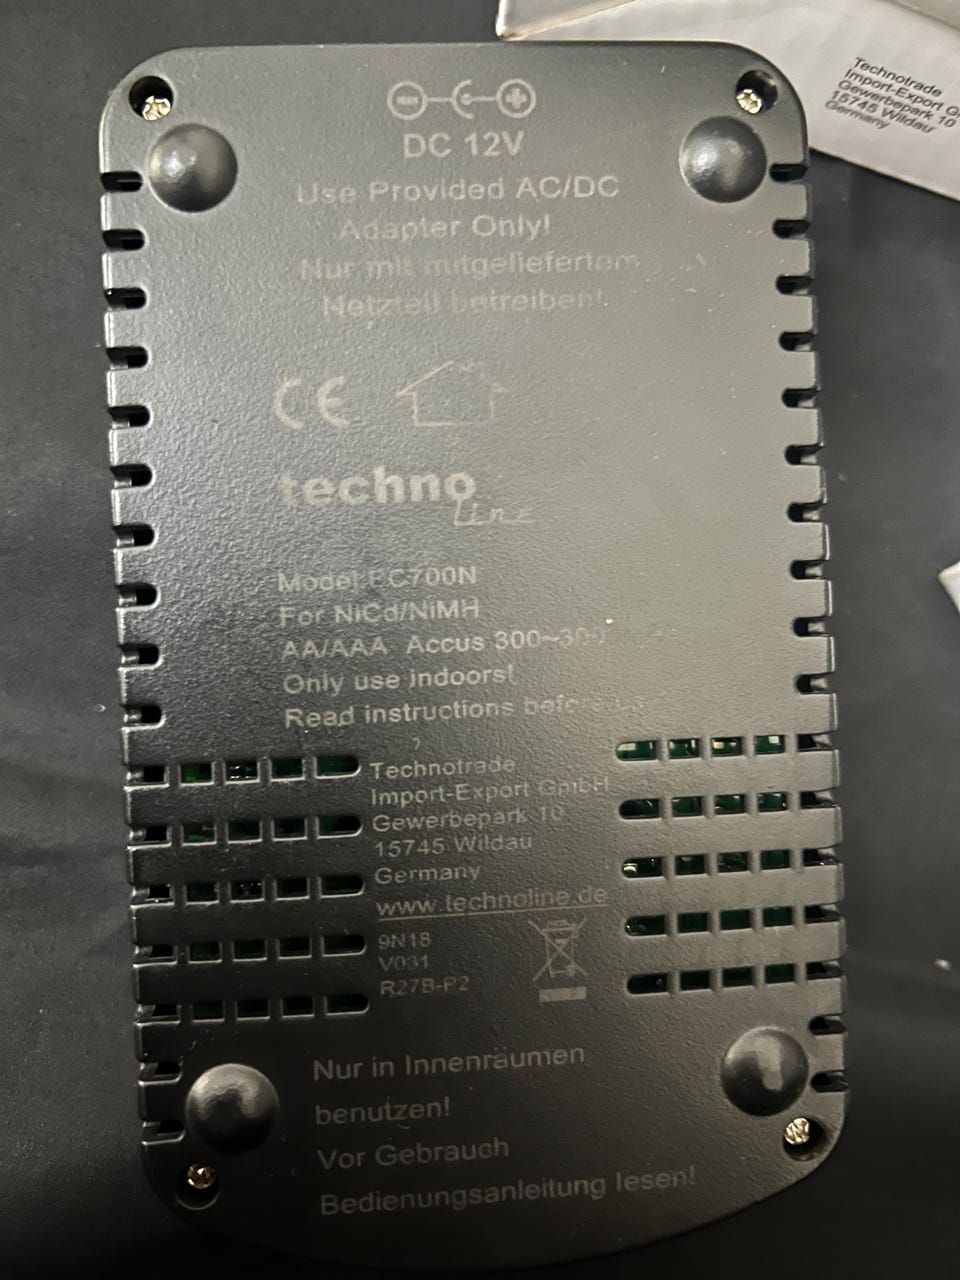 DC 12V
Use Provided AC/DC
Adapter Only!
Nur mit mitgeliefertem
Netzteil betreiben!
CE
techno
line
Model BC700N
For NiCd/NiMH
AA/AAA Accus
Only use indoors!
Read instructions before
Technotrade
Import-Export GmbH
Gewerbepark 10
15745 Wildau
Germany
www.technoline.de
9N18
V031
R27B-P2
Nur in Innenräumen
benutzen!
Vor Gebrauch
Bedienungsanleitung lesen!
Technotrade
Import-Export
Gewerbepark 10
15745 Wildau
Germany